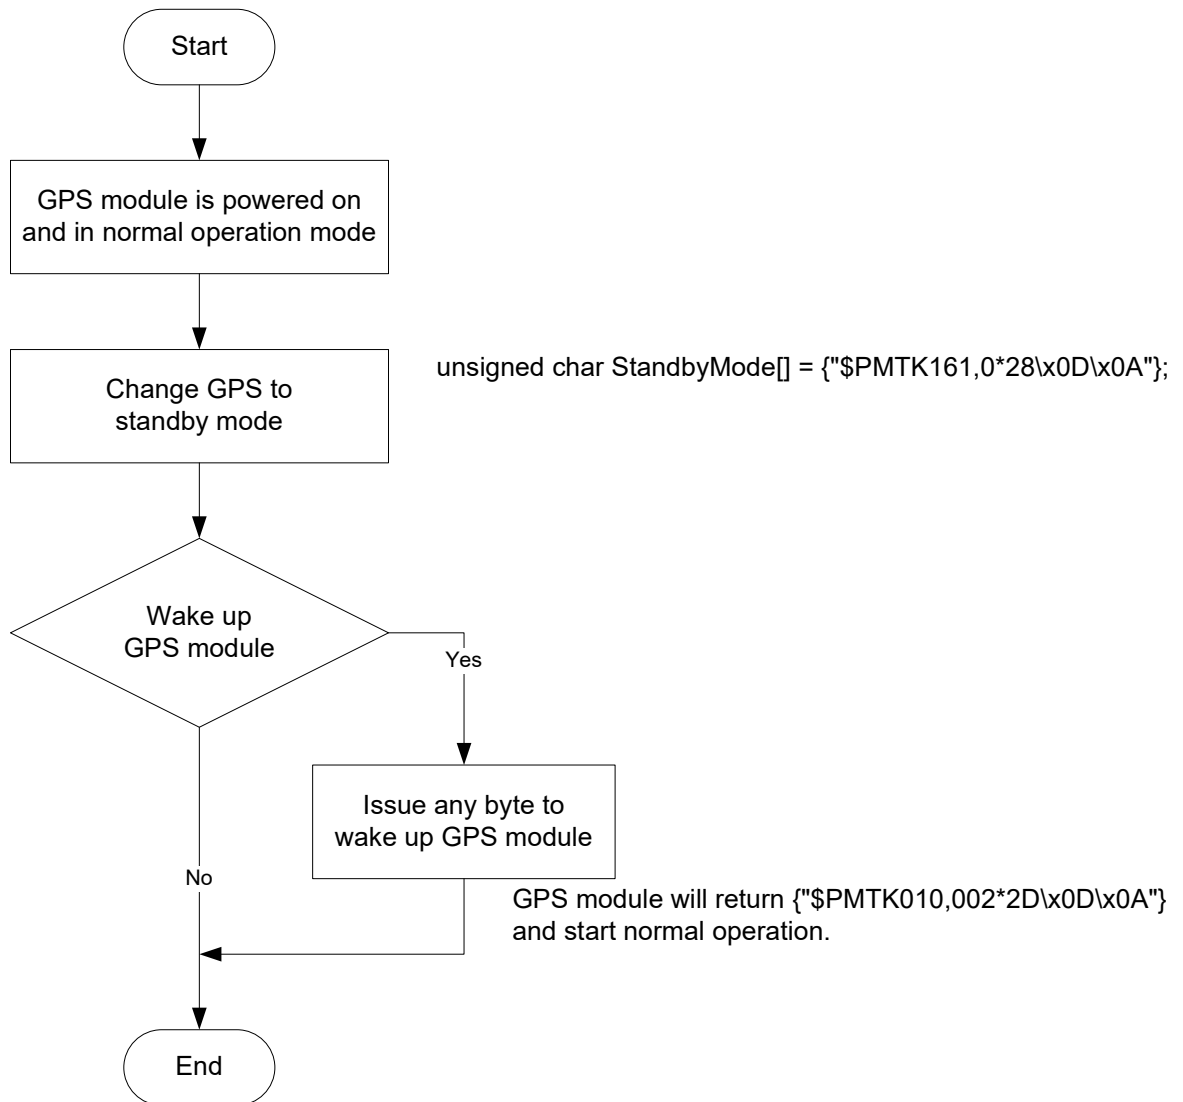 Start
GPS module is powered on
and in normal operation mode
Change GPS to
standby mode
unsigned char StandbyMode[] = {"$PMTK161,0*28\x0D\x0A"};
Wake up
GPS module
Yes
Issue any byte to
wake up GPS module
No
GPS module will return {"$PMTK010,002*2D\x0D\x0A"}
and start normal operation.
End